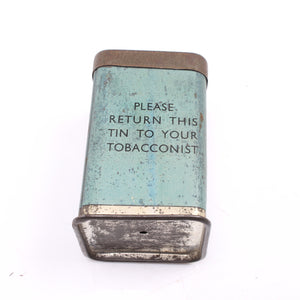 PLEASE
RETURN THIS
TIN TO YOUR
TOBACCONIST